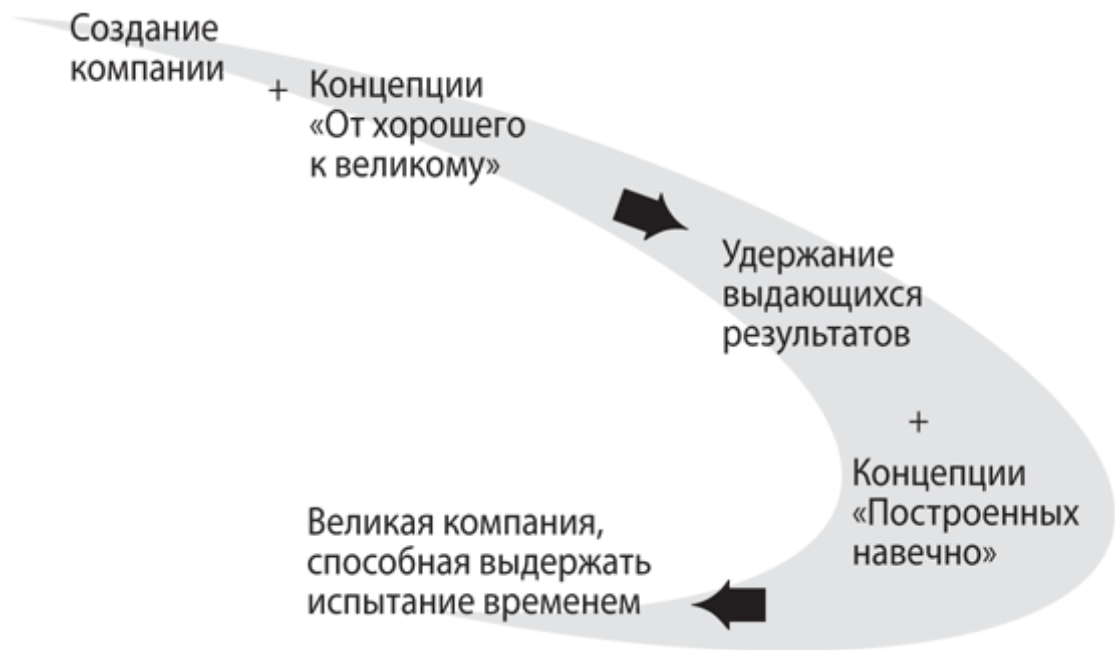 Создание
компании
+ Концепции
«От хорошего
к великому»
Удержание
выдающихся
результатов
+
Концепции
«Построенных
навечно»
Великая компания,
способная выдержать
испытание временем